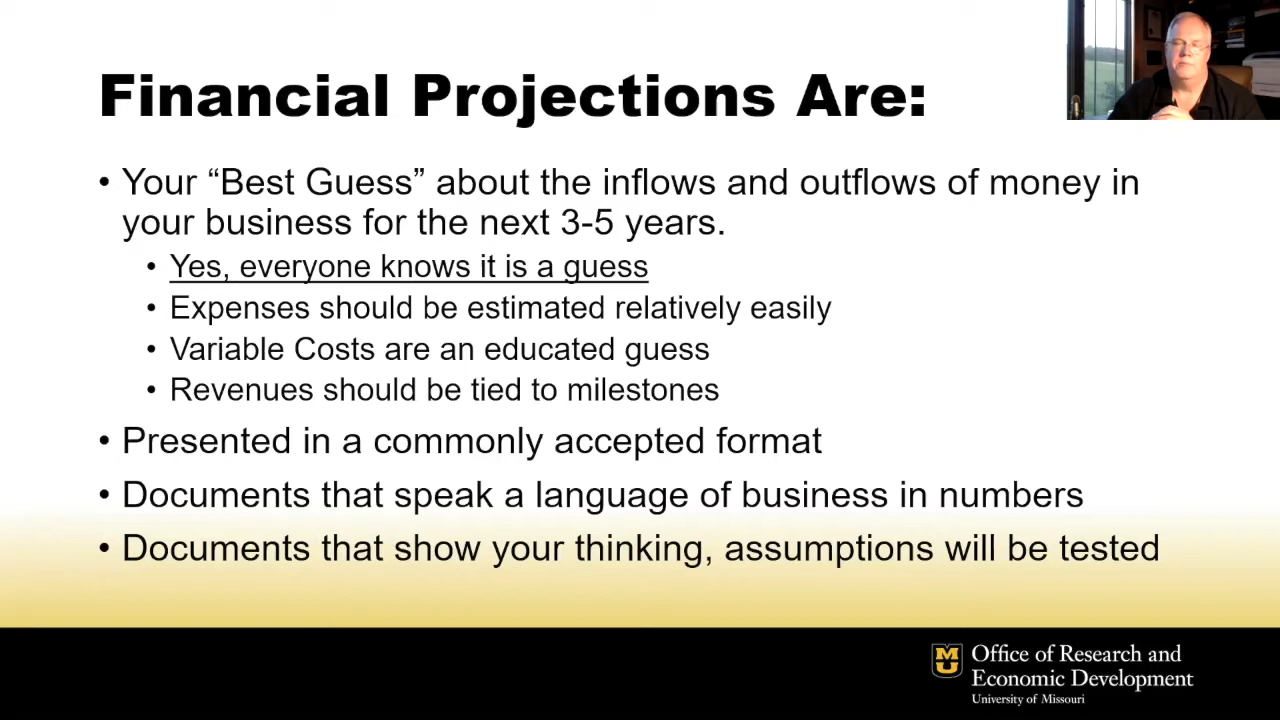 Financial Projections Are:
• Your “Best Guess” about the inflows and outflows of money in
your business for the next 3-5 years.
• Yes, everyone knows it is a guess
• Expenses should be estimated relatively easily
• Variable Costs are an educated guess
• Revenues should be tied to milestones
• Presented in a commonly accepted format
• Documents that speak a language of business in numbers
• Documents that show your thinking, assumptions will be tested
MU
Office of Research and
Economic Development
University of Missouri